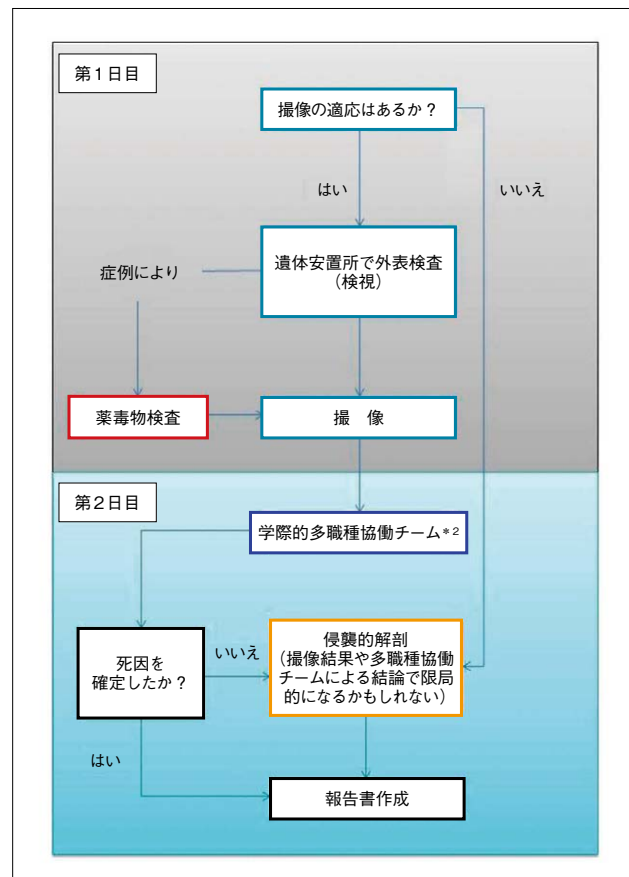 第1日目
撮像の適応はあるか？
はい
いいえ
遺体安置所で外表検査
（検視）
症例により
薬毒物検査
撮　像
第2日目
学際的多職種協働チーム＊2
死因を
確定したか？
いいえ
侵襲的解剖
（撮像結果や多職種協働
チームによる結論で限局
的になるかもしれない）
はい
報告書作成